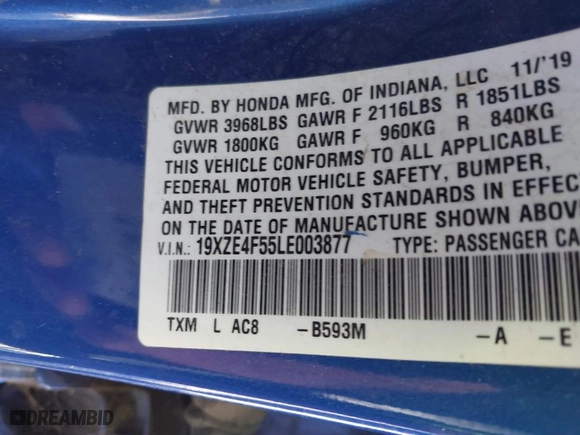 MFD. BY HONDA MFG. OF INDIANA, LLC 11/'19
GVWR 3968LBS GAWR F 2116LBS R 1851LBS
GVWR 1800KG GAWR F 960KG R 840KG
THIS VEHICLE CONFORMS TO ALL APPLICABLE
FEDERAL MOTOR VEHICLE SAFETY, BUMPER,
AND THEFT PREVENTION STANDARDS IN EFFEC
ON THE DATE OF MANUFACTURE SHOWN ABOV
V.I.N.: 19XZE4F55LE003877 TYPE: PASSENGER CA
TXM L AC8 -B593M -A -E
DREAMBID